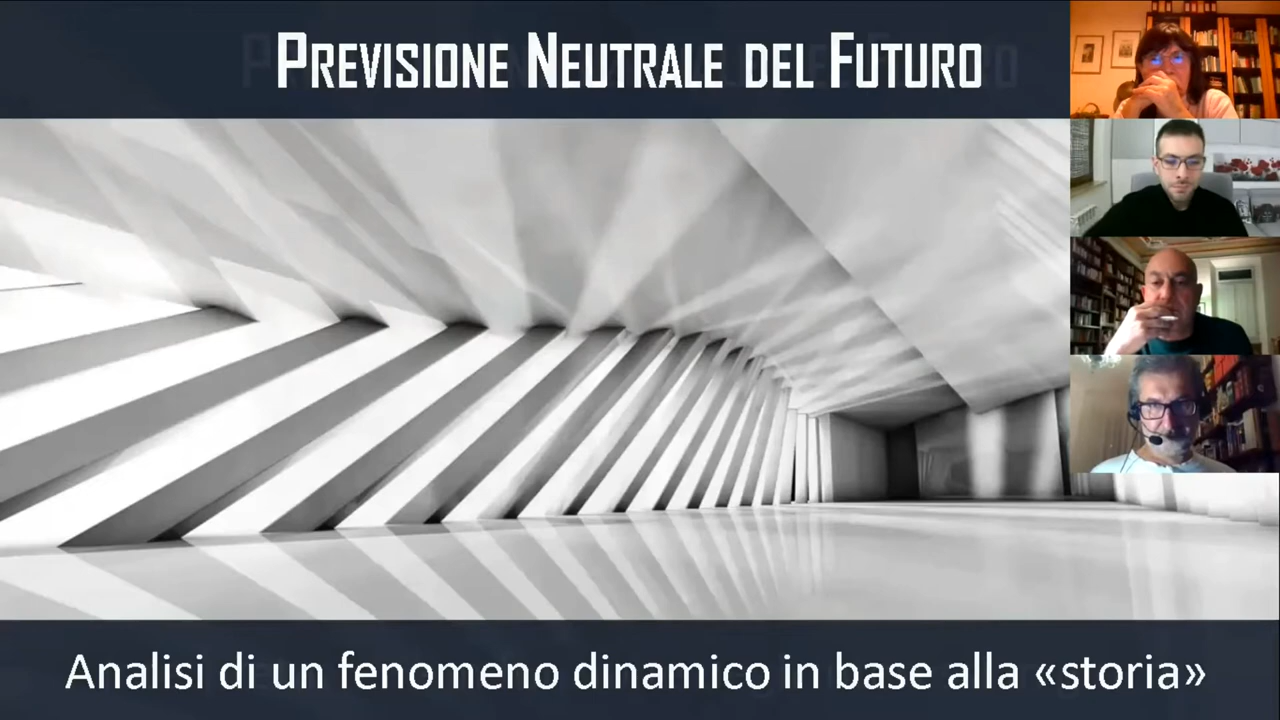 PREVISIONE NEUTRALE DEL FUTURO
Analisi di un fenomeno dinamico in base alla «storia»